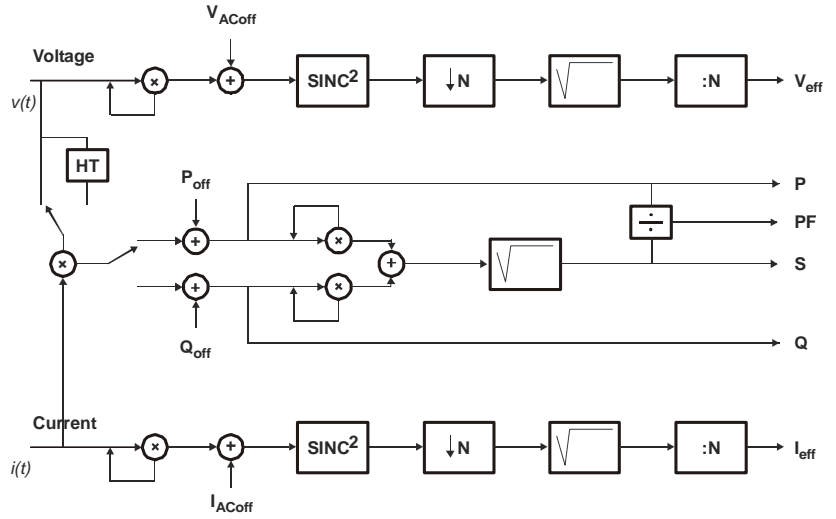 V_ACoff
Voltage
v(t)
× + SINC² ↓N √ :N V_eff
HT
P_off
P
+ × ÷ PF
× + √ S
+ ×
Q_off
Q
Current
i(t)
× + SINC² ↓N √ :N I_eff
I_ACoff